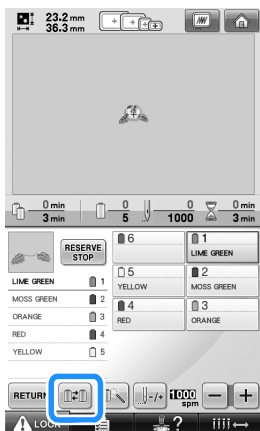 23.2 mm
36.3 mm
0 min
3 min
0
5
0
1000
0 min
3 min
RESERVE
STOP
LIME GREEN 1
MOSS GREEN 2
ORANGE 3
RED 4
YELLOW 5
6
1
LIME GREEN
5
YELLOW
2
MOSS GREEN
4
RED
3
ORANGE
RETURN
-/+
1000
spm
- +
LOCK
?